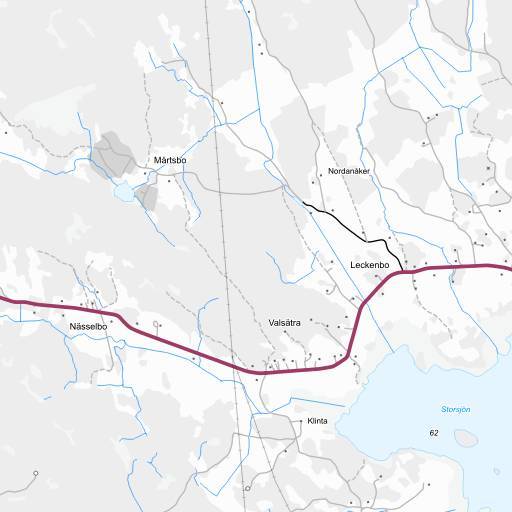 Mårtsbo
Nordanåker
Leckenbo
Valsätra
Nässelbo
Storsjön
Klinta
62